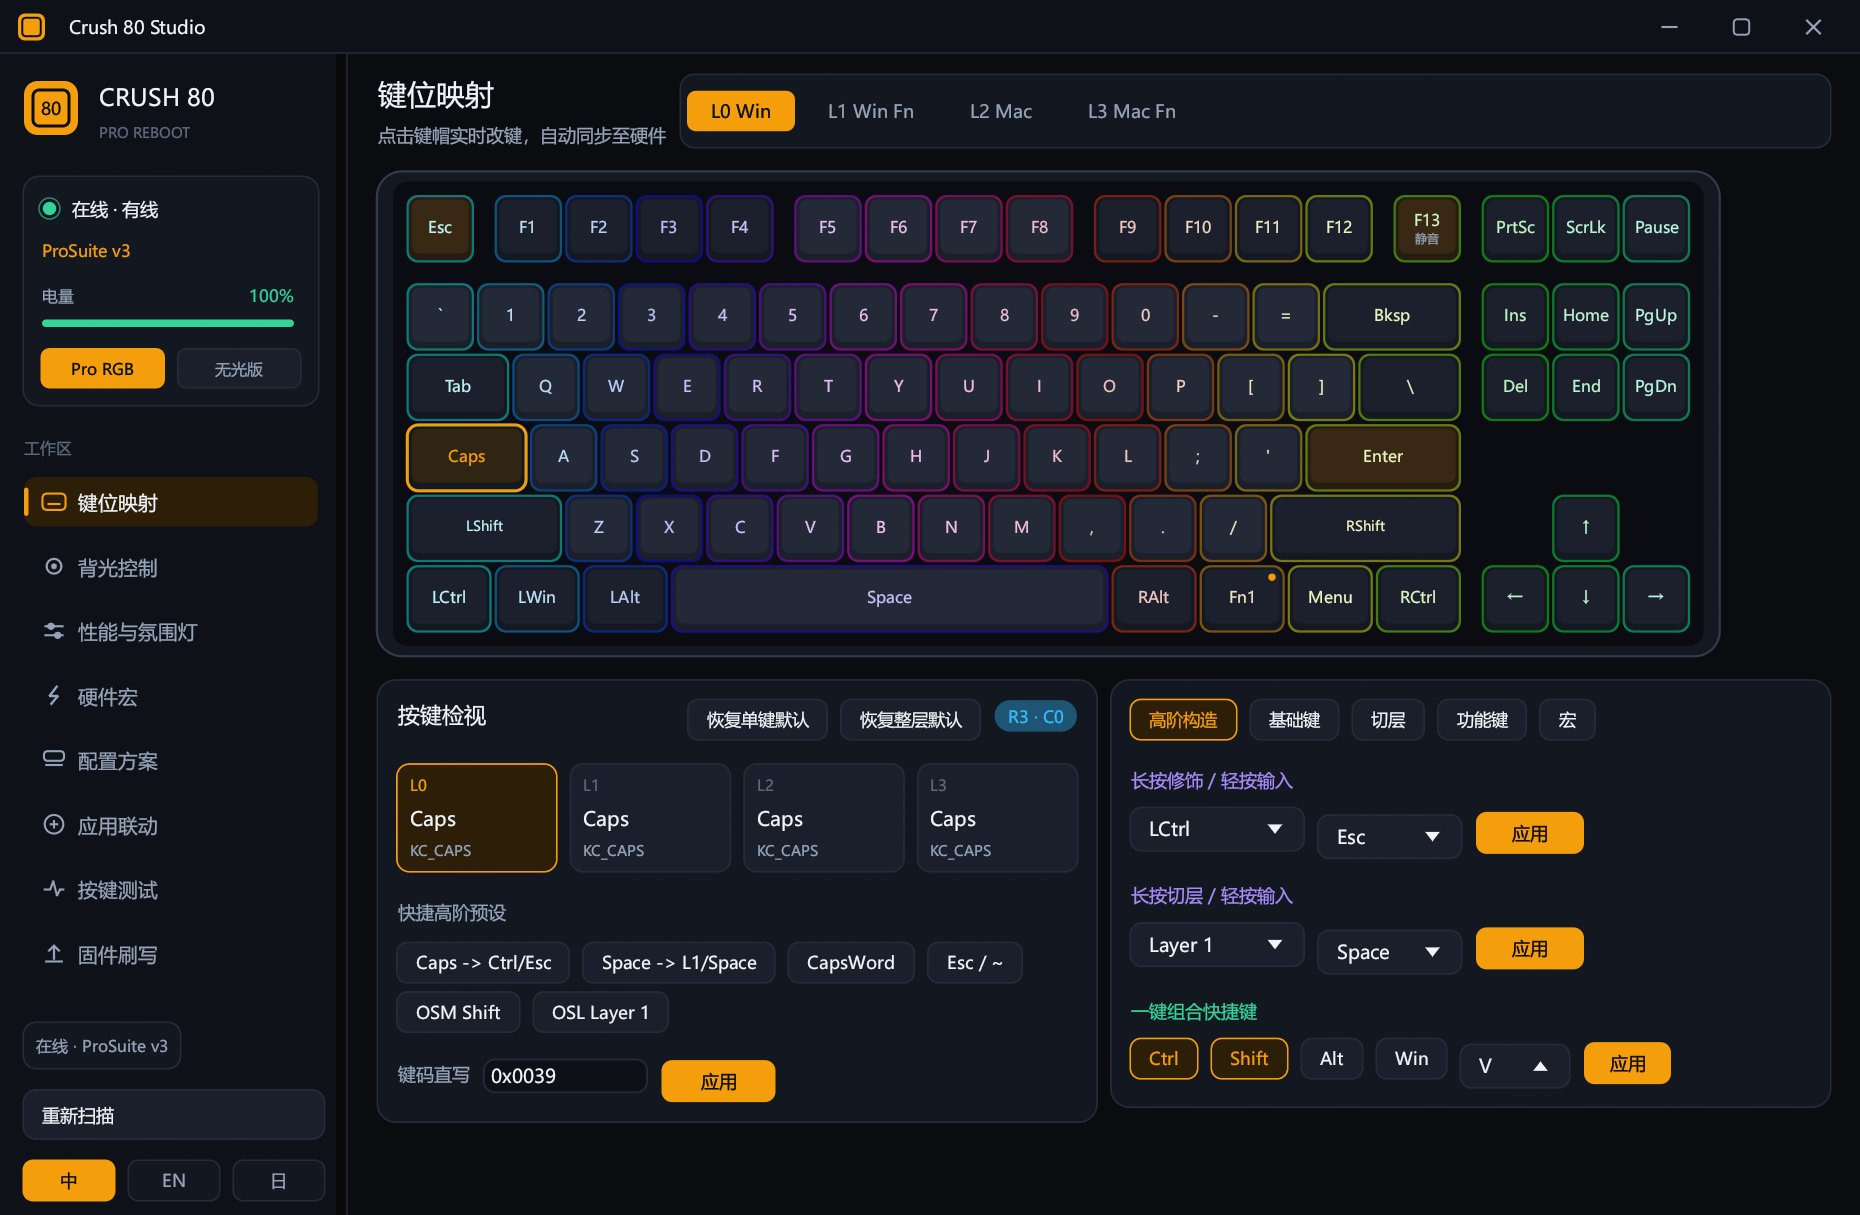 Crush 80 Studio
80
CRUSH 80
PRO REBOOT
在线 · 有线
ProSuite v3
电量 100%
Pro RGB 无光版
工作区
键位映射
背光控制
性能与氛围灯
硬件宏
配置方案
应用联动
按键测试
固件刷写
在线 · ProSuite v3
重新扫描
中 EN 日
键位映射
点击键帽实时改键，自动同步至硬件
L0 Win L1 Win Fn L2 Mac L3 Mac Fn
Esc F1 F2 F3 F4 F5 F6 F7 F8 F9 F10 F11 F12 F13 PrtSc ScrLk Pause
静音
` 1 2 3 4 5 6 7 8 9 0 - = Bksp Ins Home PgUp
Tab Q W E R T Y U I O P [ ] \ Del End PgDn
Caps A S D F G H J K L ; ' Enter
LShift Z X C V B N M , . / RShift ↑
LCtrl LWin LAlt Space RAlt Fn1 Menu RCtrl ← ↓ →
按键检视 恢复单键默认 恢复整层默认 R3 · C0
L0 L1 L2 L3
Caps Caps Caps Caps
KC_CAPS KC_CAPS KC_CAPS KC_CAPS
快捷高阶预设
Caps -> Ctrl/Esc Space -> L1/Space CapsWord Esc / ~
OSM Shift OSL Layer 1
键码直写 0x0039 应用
高阶构造 基础键 切层 功能键 宏
长按修饰 / 轻按输入
LCtrl Esc 应用
长按切层 / 轻按输入
Layer 1 Space 应用
一键组合快捷键
Ctrl Shift Alt Win V 应用